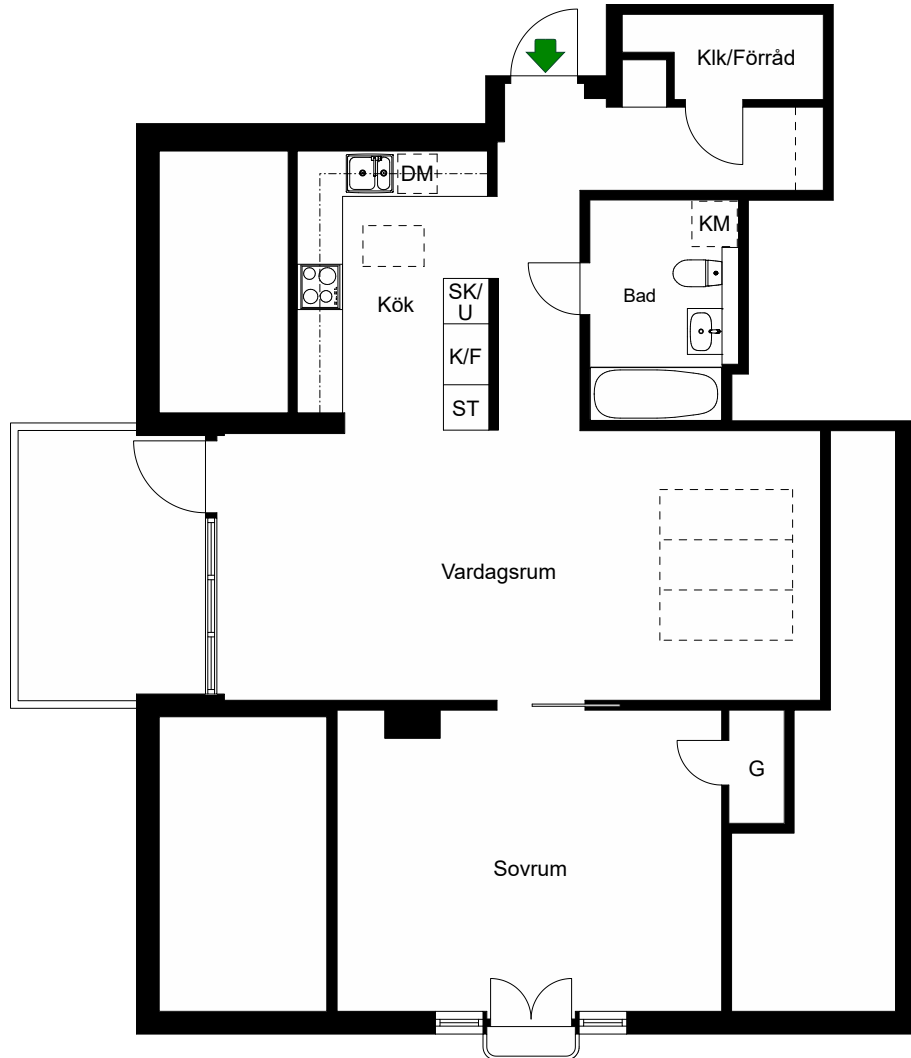 Klk/Förråd
DM
KM
Bad
SK/
U
Kök
K/F
ST
Vardagsrum
G
Sovrum